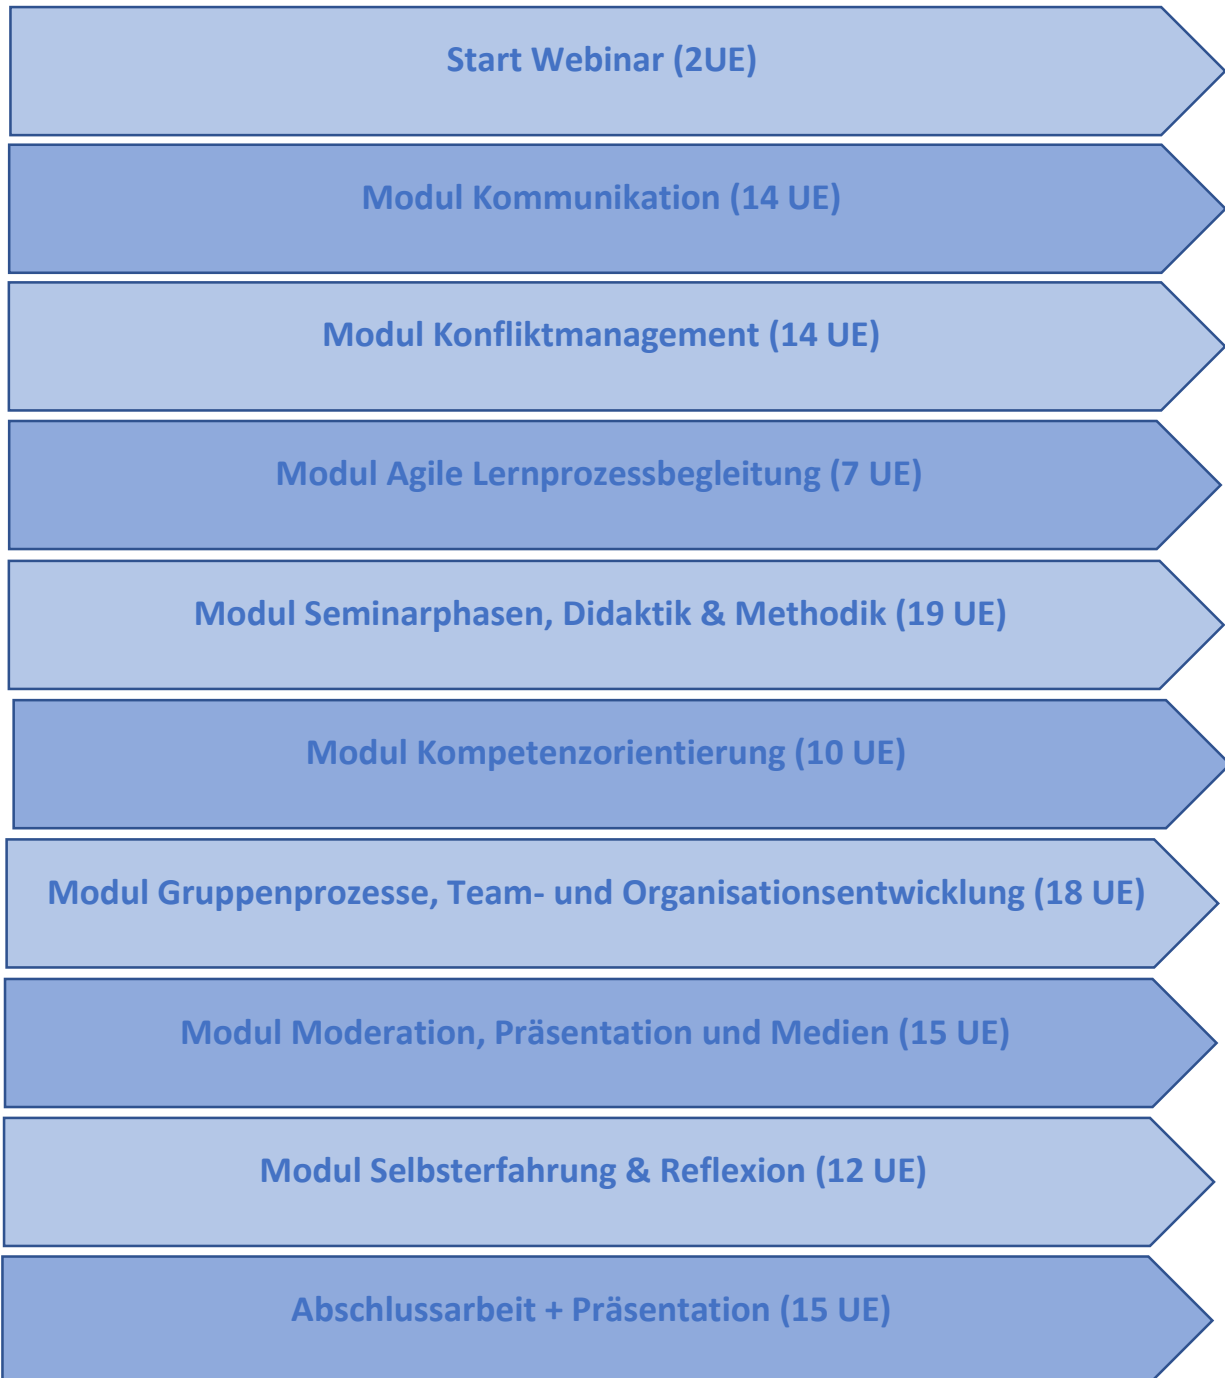 Start Webinar (2UE)
Modul Kommunikation (14 UE)
Modul Konfliktmanagement (14 UE)
Modul Agile Lernprozessbegleitung (7 UE)
Modul Seminarphasen, Didaktik & Methodik (19 UE)
Modul Kompetenzorientierung (10 UE)
Modul Gruppenprozesse, Team- und Organisationsentwicklung (18 UE)
Modul Moderation, Präsentation und Medien (15 UE)
Modul Selbsterfahrung & Reflexion (12 UE)
Abschlussarbeit + Präsentation (15 UE)